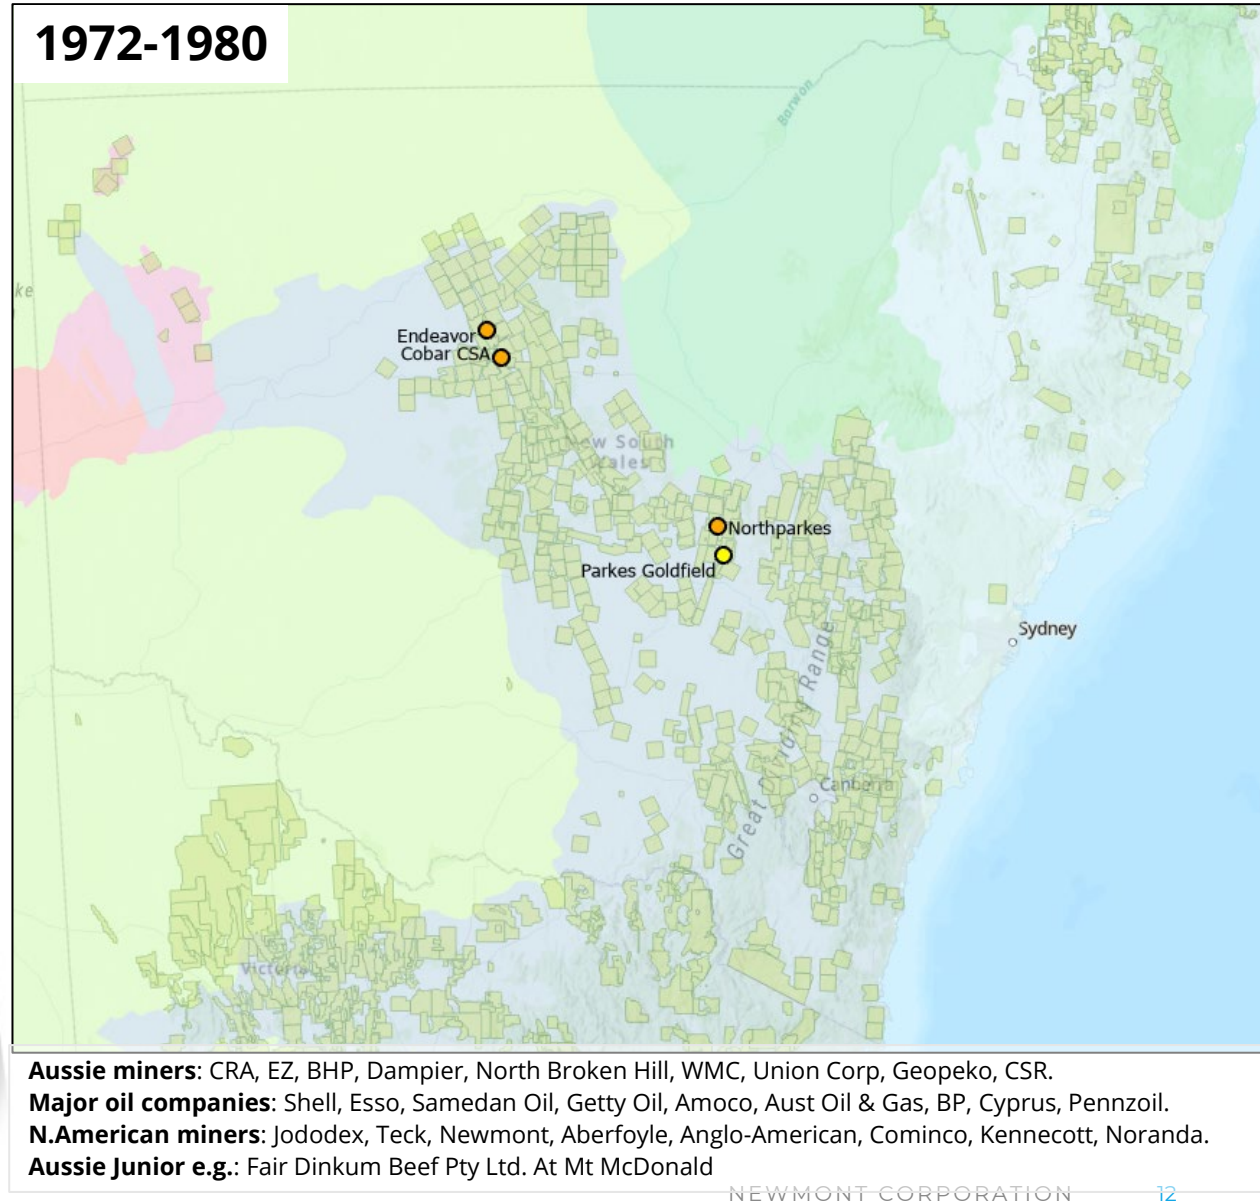 1972-1980
Barwon
ke
Endeavor
Cobar CSA
New South
Wales
Northparkes
Parkes Goldfield
Sydney
Great Dividing Range
Canberra
Victoria
Aussie miners: CRA, EZ, BHP, Dampier, North Broken Hill, WMC, Union Corp, Geopeko, CSR.
Major oil companies: Shell, Esso, Samedan Oil, Getty Oil, Amoco, Aust Oil & Gas, BP, Cyprus, Pennzoil.
N.American miners: Jododex, Teck, Newmont, Aberfoyle, Anglo-American, Cominco, Kennecott, Noranda.
Aussie Junior e.g.: Fair Dinkum Beef Pty Ltd. At Mt McDonald
NEWMONT CORPORATION 12